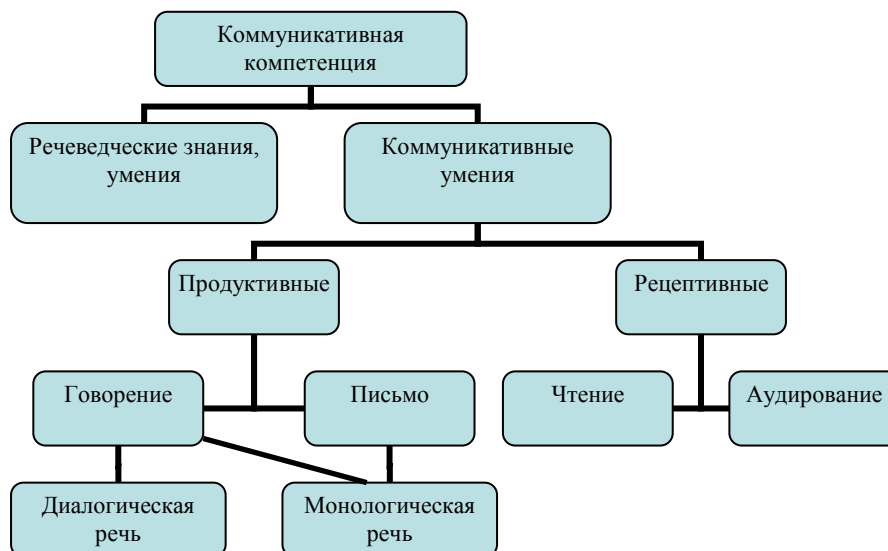 Коммуникативная
компетенция
Речеведческие знания,
умения
Коммуникативные
умения
Продуктивные
Рецептивные
Говорение
Письмо
Чтение
Аудирование
Диалогическая
речь
Монологическая
речь